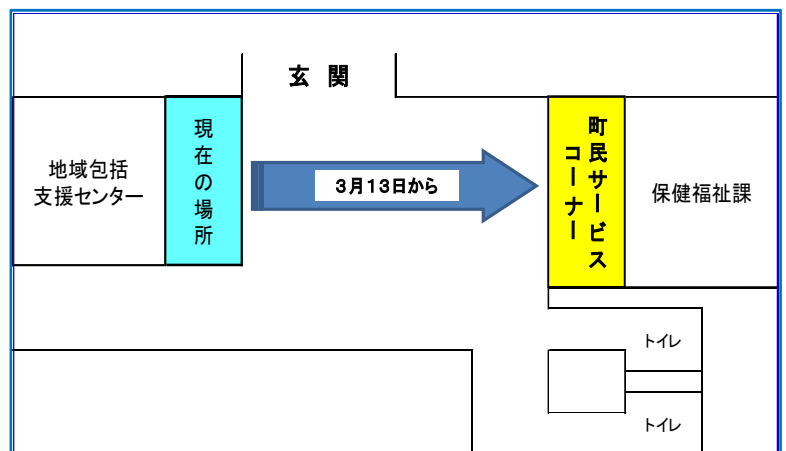 玄　関
地域包括
支援センター
現在の場所
３月１３日から
町民サービス
コーナー
保健福祉課
トイレ
トイレ